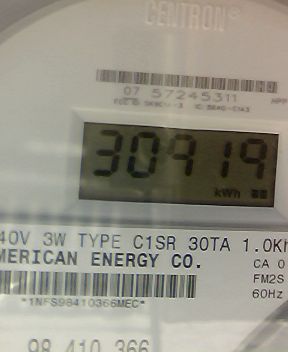 CENTRON®
07 57245311
30919
kWh
40V 3W TYPE C1SR 30TA 1.0Kh
MERICAN ENERGY CO.
CA 0
FM2S
60Hz
*1NFS98410366MEC*
98 410 366